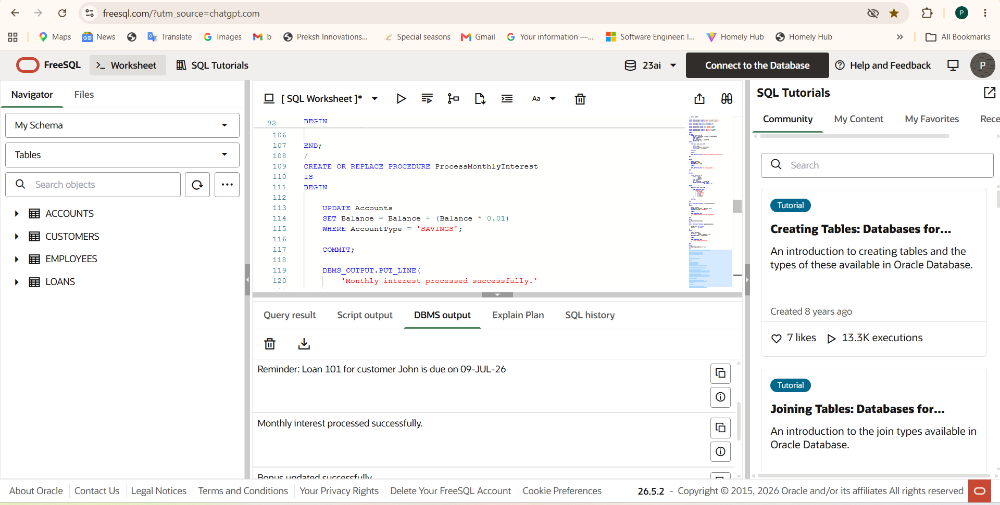 freesql.com/?utm_source=chatgpt.com
P
Maps
News
Translate
Images
b
Preksh Innovations...
Special seasons
Gmail
Your information —...
Software Engineer: I...
Homely Hub
Homely Hub
All Bookmarks
FreeSQL
Worksheet
SQL Tutorials
23ai
Connect to the Database
Help and Feedback
P
Navigator
Files
My Schema
Tables
Search objects
ACCOUNTS
CUSTOMERS
EMPLOYEES
LOANS
[ SQL Worksheet ]*
Aa
92 BEGIN
106
107 END;
108 /
109 CREATE OR REPLACE PROCEDURE ProcessMonthlyInterest
110 IS
111 BEGIN
112
113 UPDATE Accounts
114 SET Balance = Balance + (Balance * 0.01)
115 WHERE AccountType = 'SAVINGS';
116
117 COMMIT;
118
119 DBMS_OUTPUT.PUT_LINE(
120 'Monthly interest processed successfully.'
Query result
Script output
DBMS output
Explain Plan
SQL history
Reminder: Loan 101 for customer John is due on 09-JUL-26
Monthly interest processed successfully.
Bonus updated successfully
SQL Tutorials
Community
My Content
My Favorites
Rece
Search
Tutorial
Creating Tables: Databases for...
An introduction to creating tables and the
types of these available in Oracle Database.
Created 8 years ago
7 likes
13.3K executions
Tutorial
Joining Tables: Databases for...
An introduction to the join types available in
Oracle Database.
About Oracle
Contact Us
Legal Notices
Terms and Conditions
Your Privacy Rights
Delete Your FreeSQL Account
Cookie Preferences
26.5.2 - Copyright © 2015, 2026 Oracle and/or its affiliates All rights reserved